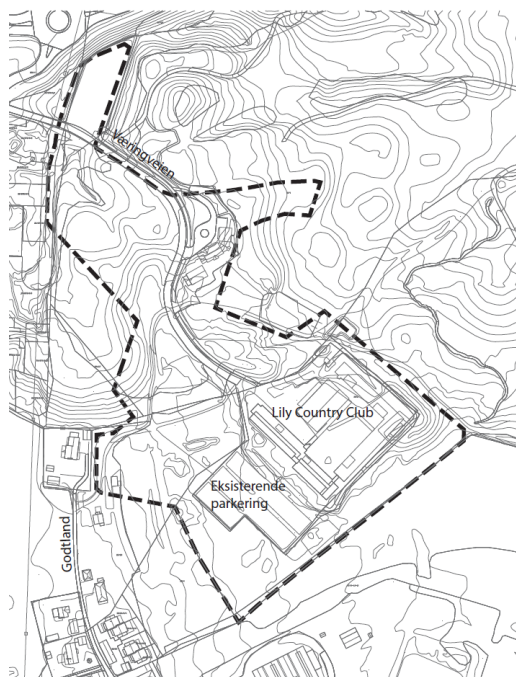 Væringveien
Lily Country Club
Eksisterende
parkering
Godtland